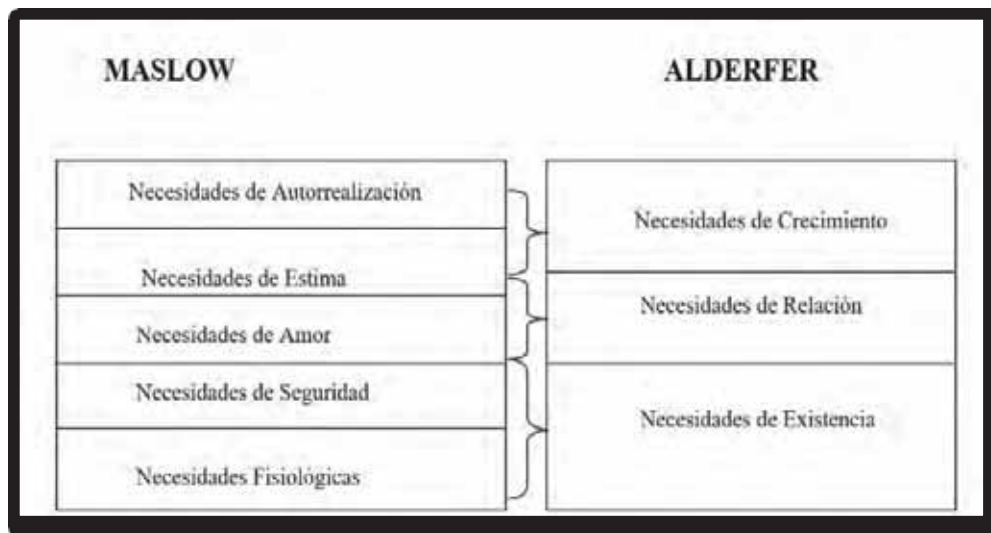 MASLOW
ALDERFER
Necesidades de Autorrealización
Necesidades de Estima
Necesidades de Amor
Necesidades de Seguridad
Necesidades Fisiológicas
Necesidades de Crecimiento
Necesidades de Relación
Necesidades de Existencia